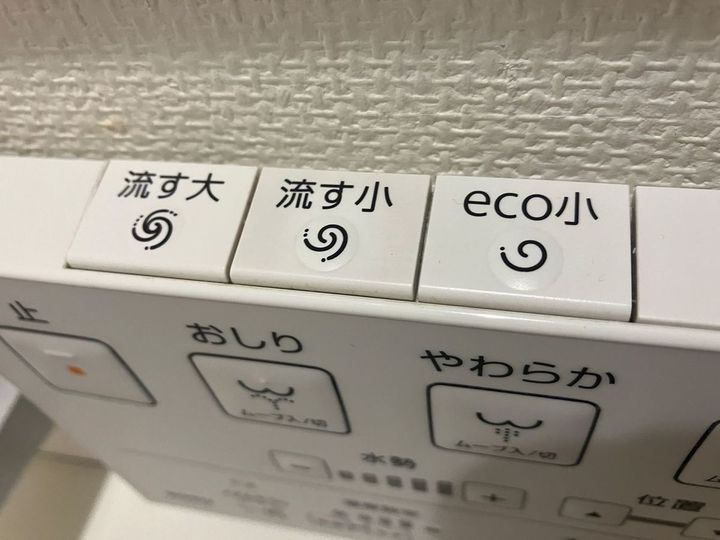 流す大
流す小
eco小
止
おしり
やわらか
ムーブ入/切
ムーブ入/切
水勢
位置